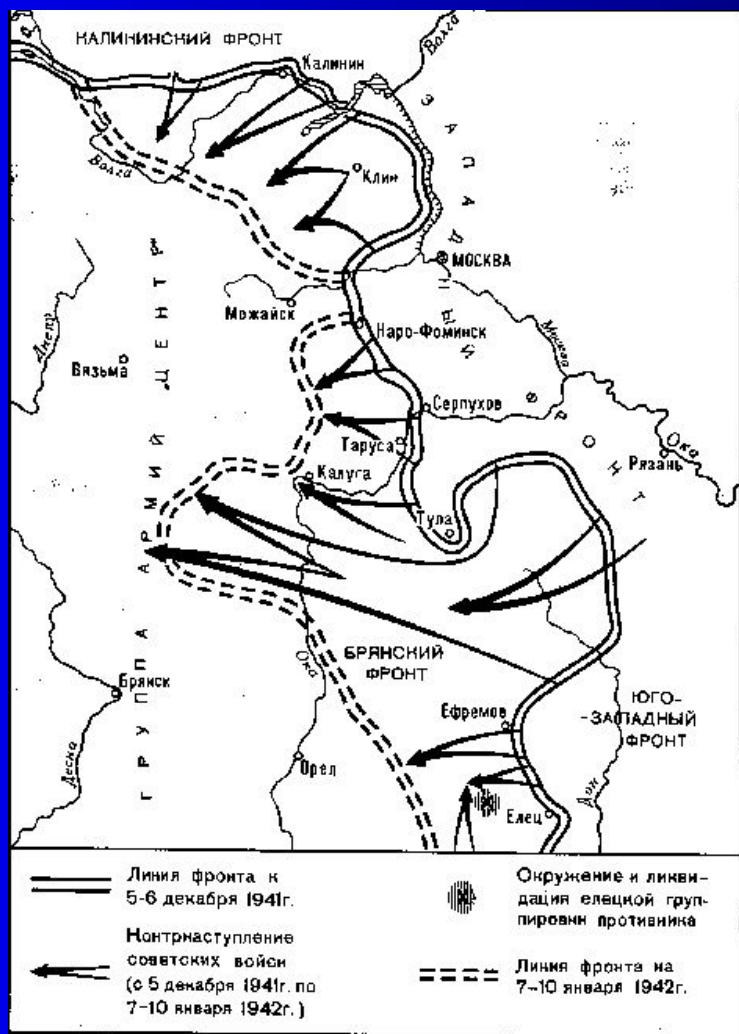 КАЛИНИНСКИЙ ФРОНТ
Волга
Калинин
ЗАПАДНЫЙ ФРОНТ
Волга
Клин
МОСКВА
Можайск
Москва
Днепр
Наро-Фоминск
Вязьма
Серпухов
Таруса
Ока
Рязань
Калуга
Тула
ГРУППА АРМИЙ „ЦЕНТР"
БРЯНСКИЙ
ФРОНТ
Ока
Брянск
ЮГО-
-ЗАПАДНЫЙ
ФРОНТ
Ефремов
Десна
Орел
Дон
Елец
Линия фронта к
5-6 декабря 1941г.
Контрнаступление
советских войск
(с 5 декабря 1941г. по
7-10 января 1942г.)
Окружение и ликви-
дация елецкой груп-
пировки противника
Линия фронта на
7-10 января 1942г.